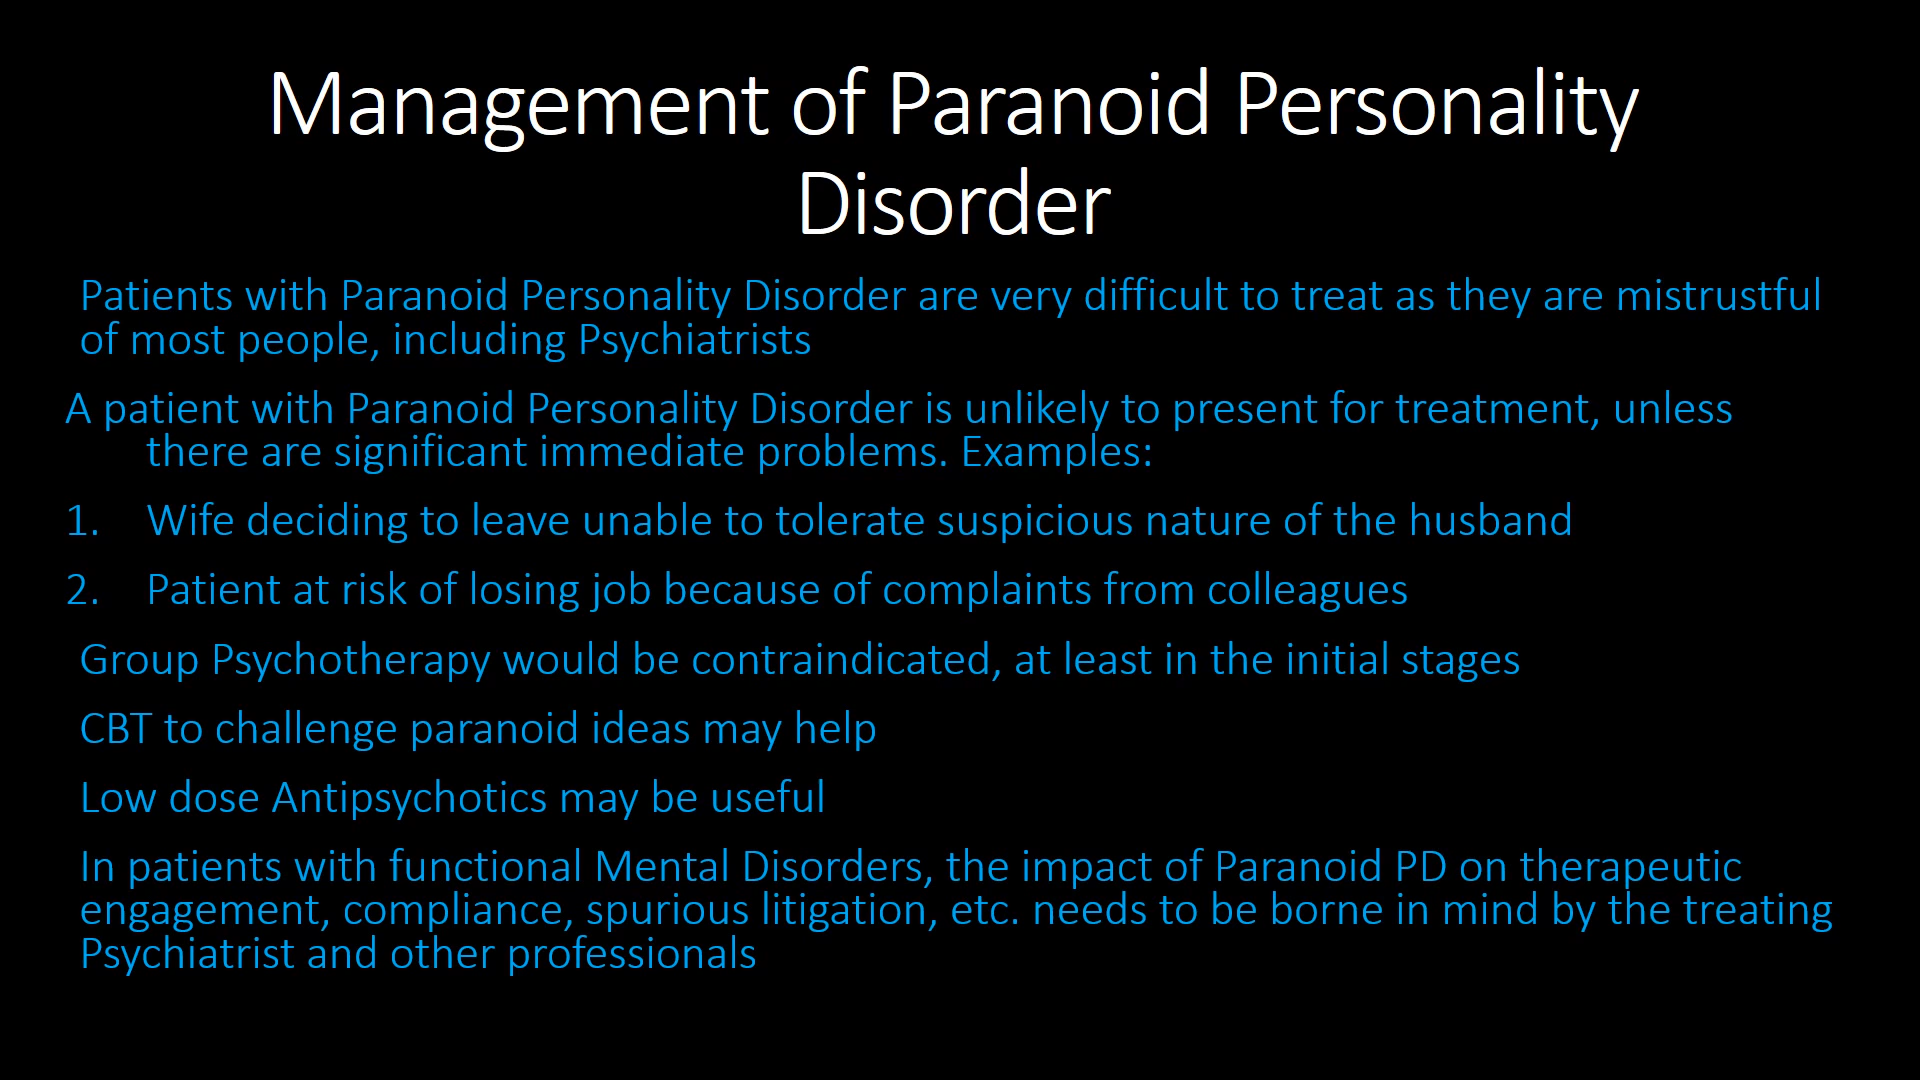 Management of Paranoid Personality
Disorder
Patients with Paranoid Personality Disorder are very difficult to treat as they are mistrustful
of most people, including Psychiatrists
A patient with Paranoid Personality Disorder is unlikely to present for treatment, unless
there are significant immediate problems. Examples:
1. Wife deciding to leave unable to tolerate suspicious nature of the husband
2. Patient at risk of losing job because of complaints from colleagues
Group Psychotherapy would be contraindicated, at least in the initial stages
CBT to challenge paranoid ideas may help
Low dose Antipsychotics may be useful
In patients with functional Mental Disorders, the impact of Paranoid PD on therapeutic
engagement, compliance, spurious litigation, etc. needs to be borne in mind by the treating
Psychiatrist and other professionals